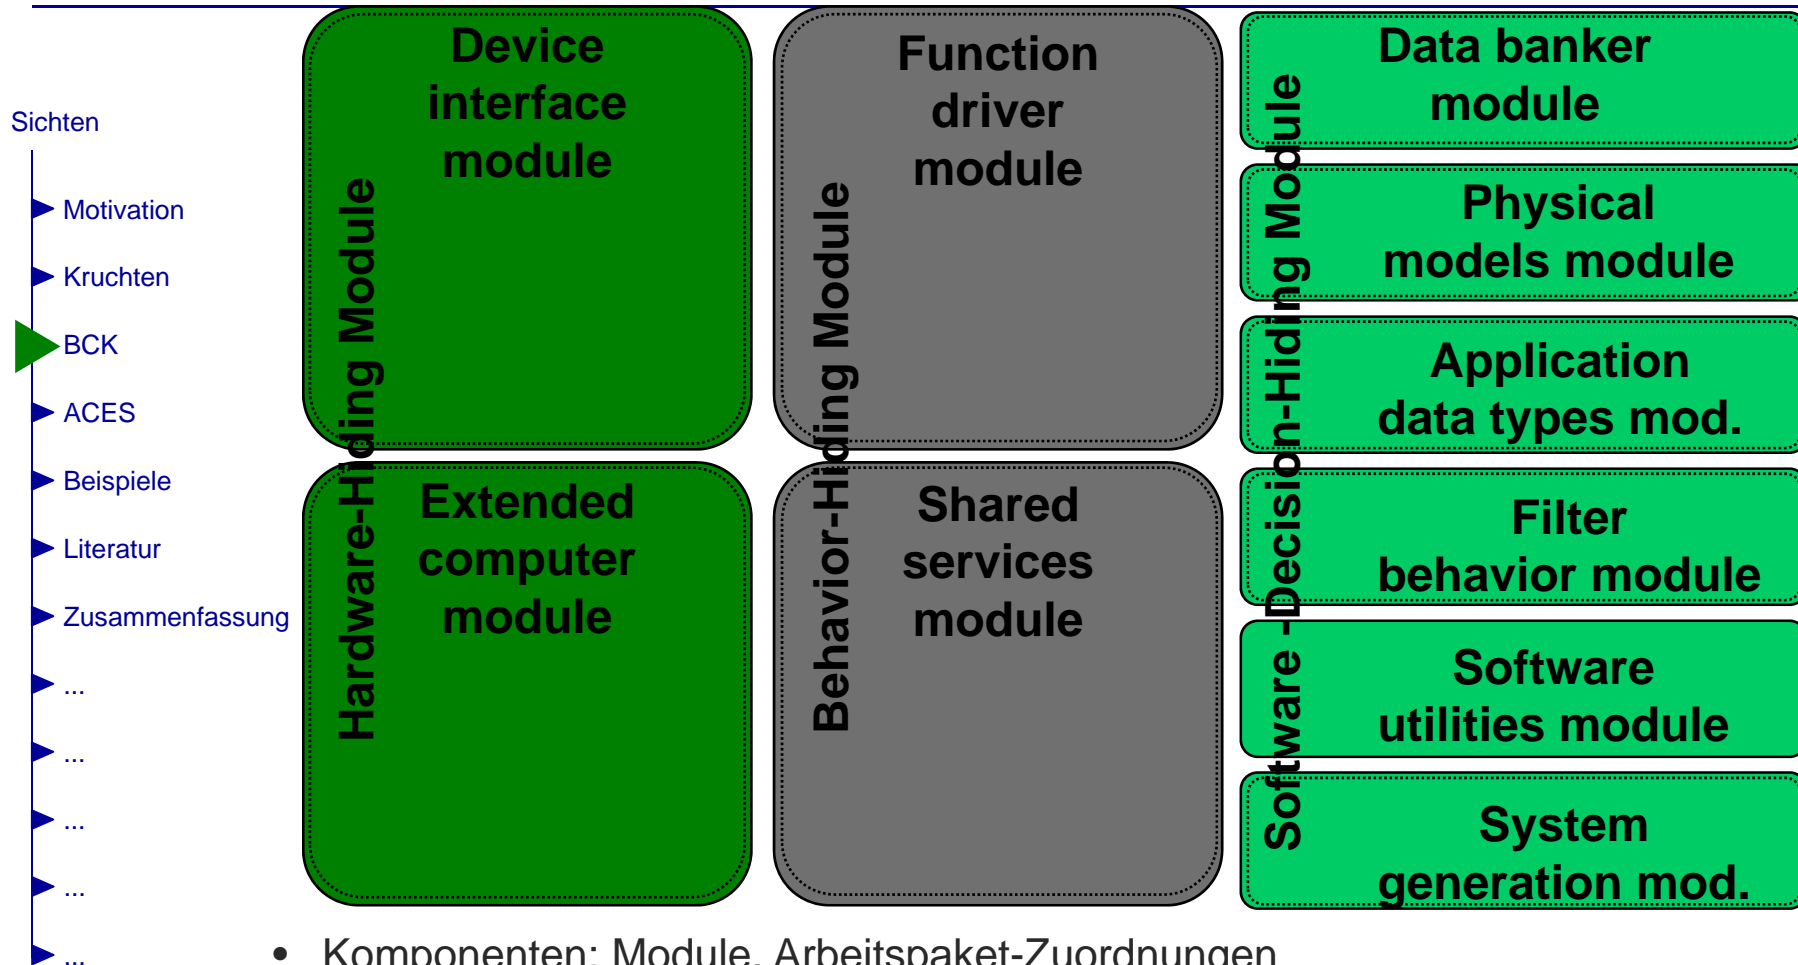 Sichten
Motivation
Kruchten
BCK
ACES
Beispiele
Literatur
Zusammenfassung
...
...
...
...
...
Hardware-Hiding Module
Device
interface
module
Extended
computer
module
Behavior-Hiding Module
Function
driver
module
Shared
services
module
Software -Decision-Hiding Module
Data banker
module
Physical
models module
Application
data types mod.
Filter
behavior module
Software
utilities module
System
generation mod.
• Komponenten: Module, Arbeitspaket-Zuordnungen